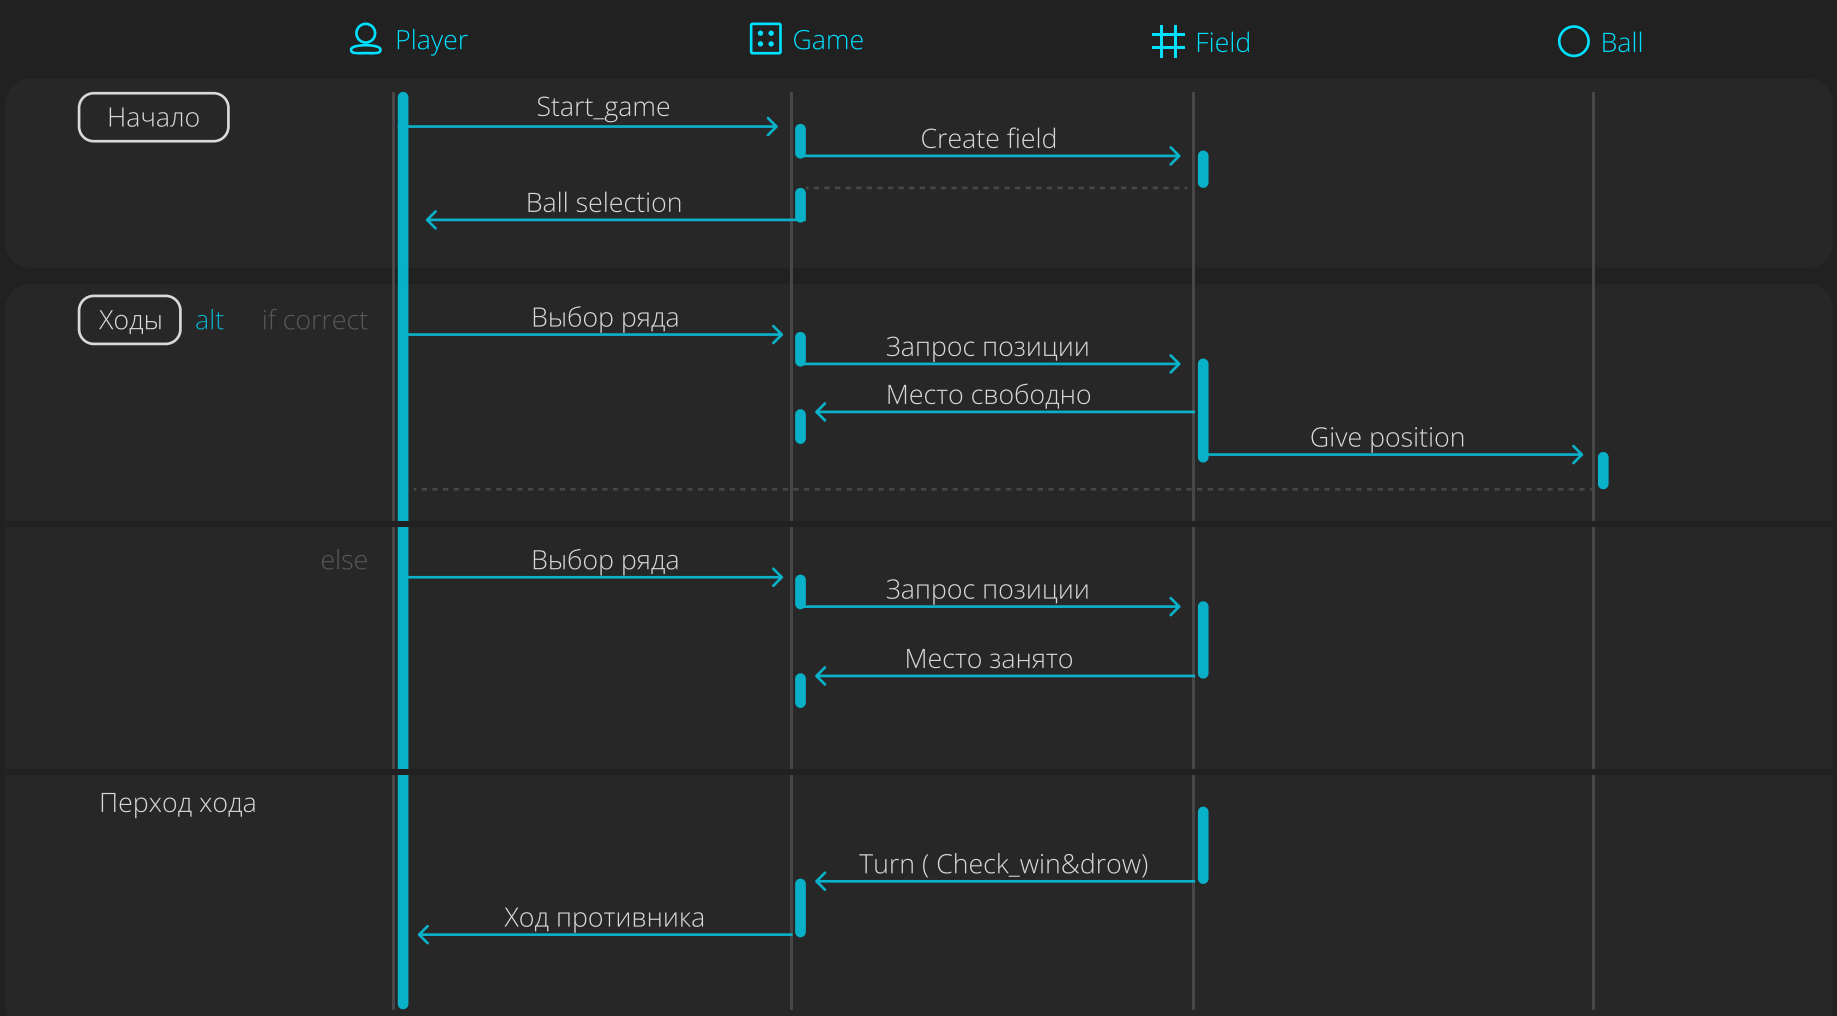 Player
Game
Field
Ball
Начало
Start_game
Create field
Ball selection
Ходы
alt
if correct
Выбор ряда
Запрос позиции
Место свободно
Give position
else
Выбор ряда
Запрос позиции
Место занято
Перход хода
Turn ( Check_win&drow)
Ход противника